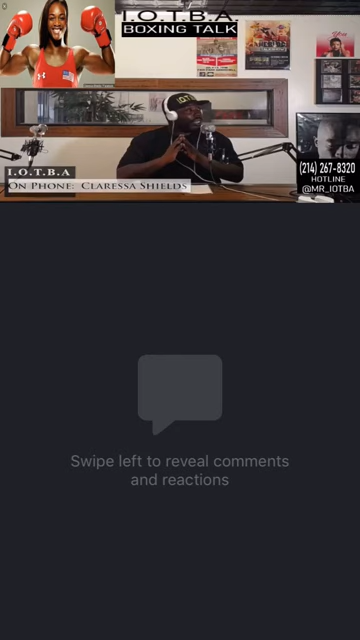 I.O.T.B.A.
BOXING TALK
I.O.T.B.A
ON PHONE: CLARESSA SHIELDS
(214) 267-8320
HOTLINE
@MR_IOTBA
Swipe left to reveal comments
and reactions